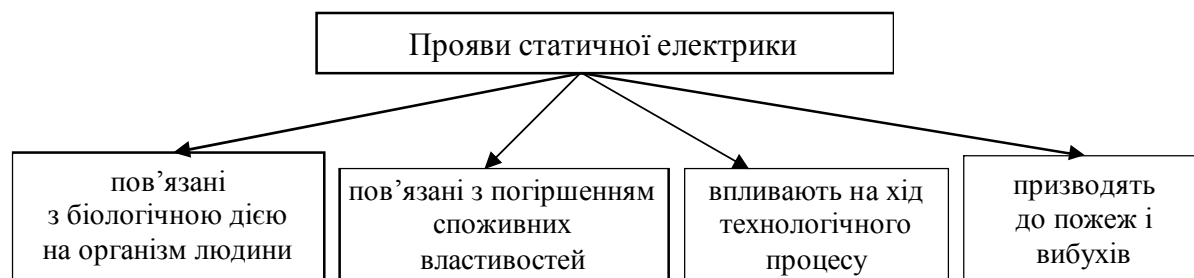 Прояви статичної електрики
пов’язані
з біологічною дією
на організм людини
пов’язані з погіршенням
споживних
властивостей
впливають на хід
технологічного
процесу
призводять
до пожеж і
вибухів